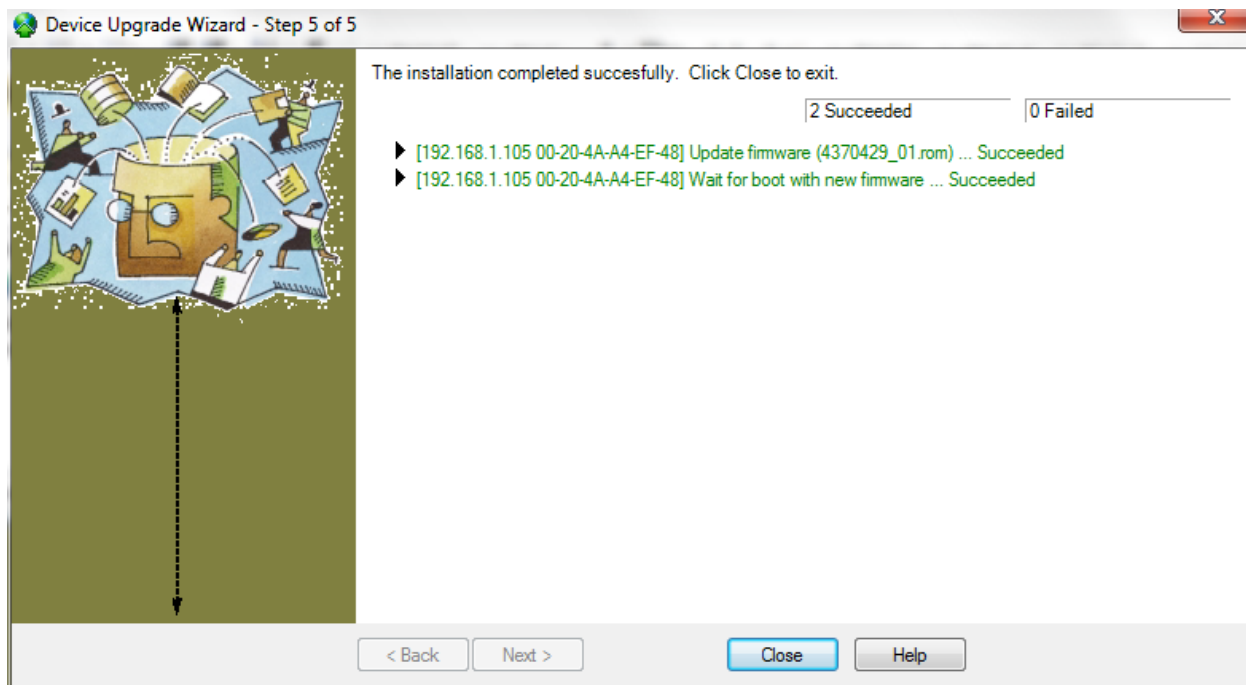 Device Upgrade Wizard - Step 5 of 5
The installation completed succesfully. Click Close to exit.
2 Succeeded 0 Failed
[192.168.1.105 00-20-4A-A4-EF-48] Update firmware (4370429_01.rom) ... Succeeded
[192.168.1.105 00-20-4A-A4-EF-48] Wait for boot with new firmware ... Succeeded
< Back Next > Close Help